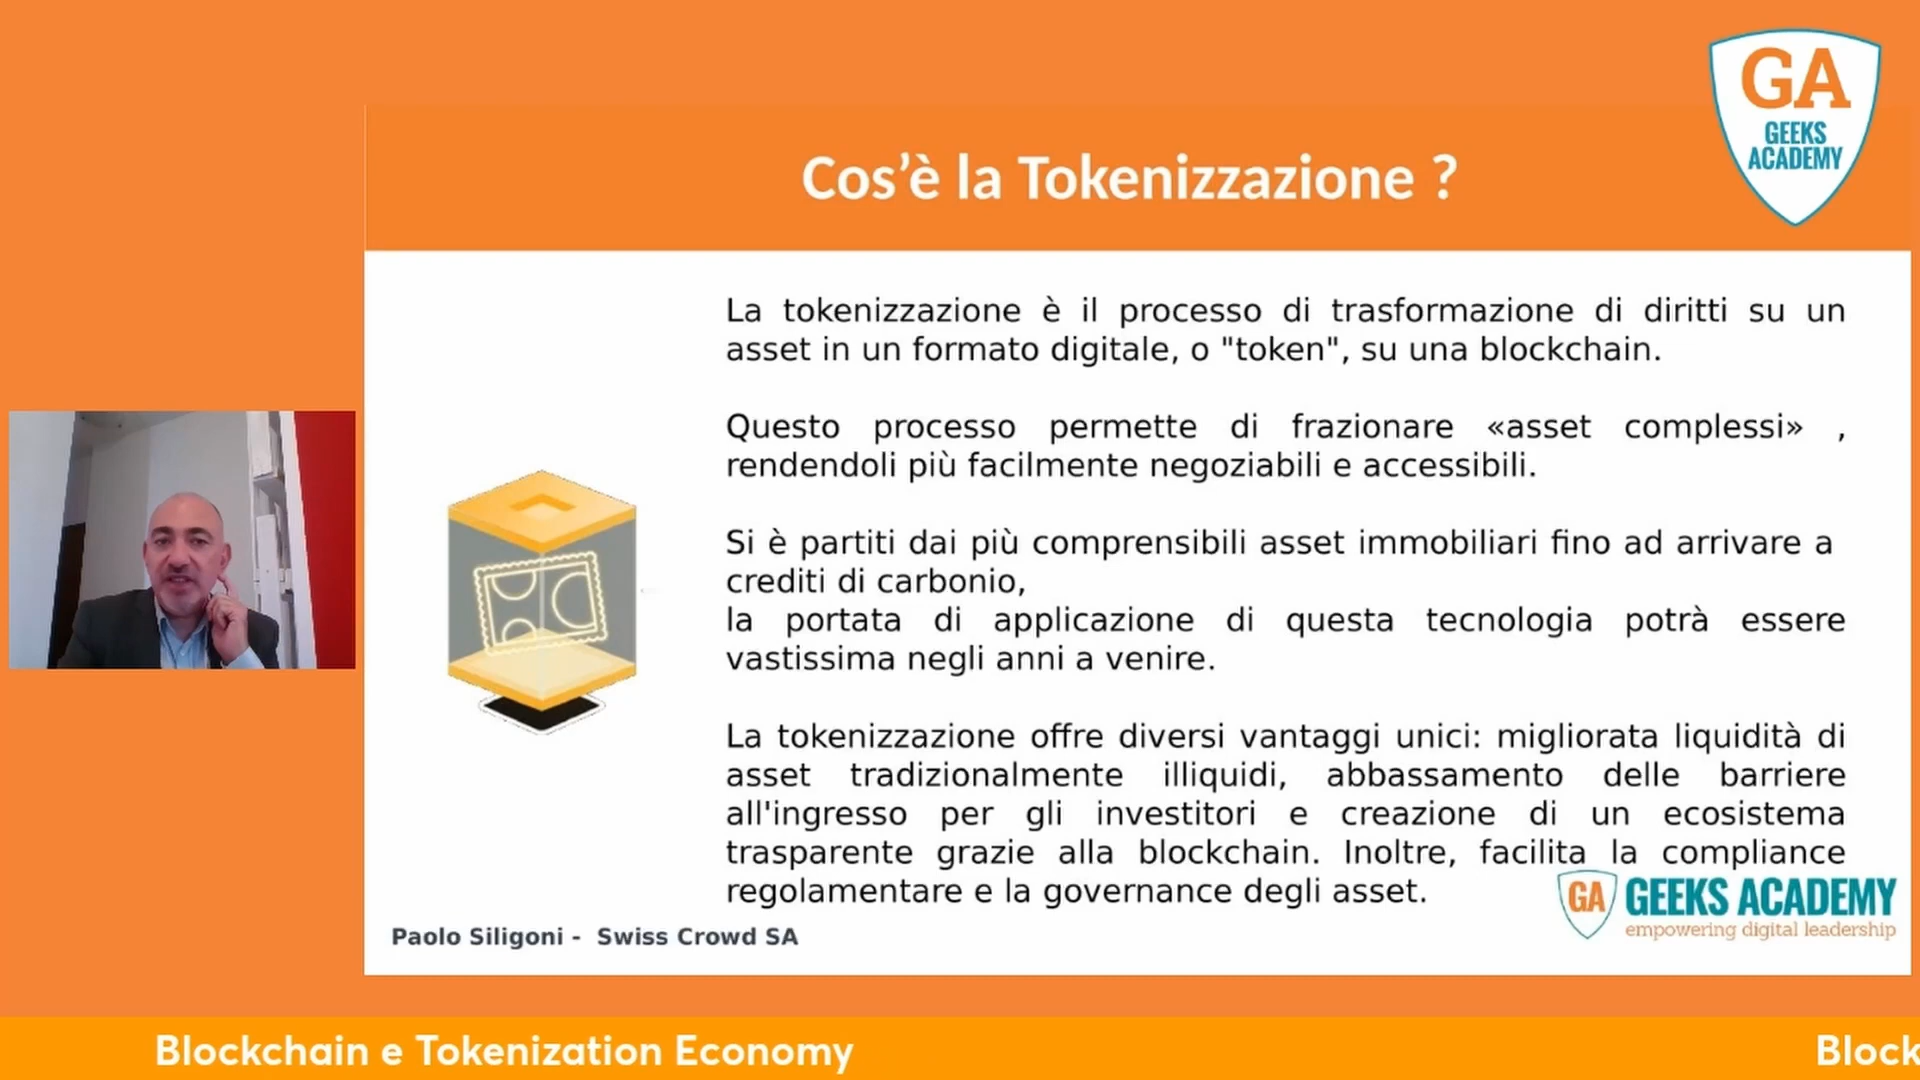 GA
GEEKS
ACADEMY
Cos’è la Tokenizzazione ?
La tokenizzazione è il processo di trasformazione di diritti su un
asset in un formato digitale, o "token", su una blockchain.
Questo processo permette di frazionare «asset complessi» ,
rendendoli più facilmente negoziabili e accessibili.
Si è partiti dai più comprensibili asset immobiliari fino ad arrivare a
crediti di carbonio,
la portata di applicazione di questa tecnologia potrà essere
vastissima negli anni a venire.
La tokenizzazione offre diversi vantaggi unici: migliorata liquidità di
asset tradizionalmente illiquidi, abbassamento delle barriere
all'ingresso per gli investitori e creazione di un ecosistema
trasparente grazie alla blockchain. Inoltre, facilita la compliance
regolamentare e la governance degli asset.
GA GEEKS ACADEMY
empowering digital leadership
Paolo Siligoni - Swiss Crowd SA
Blockchain e Tokenization Economy
Block